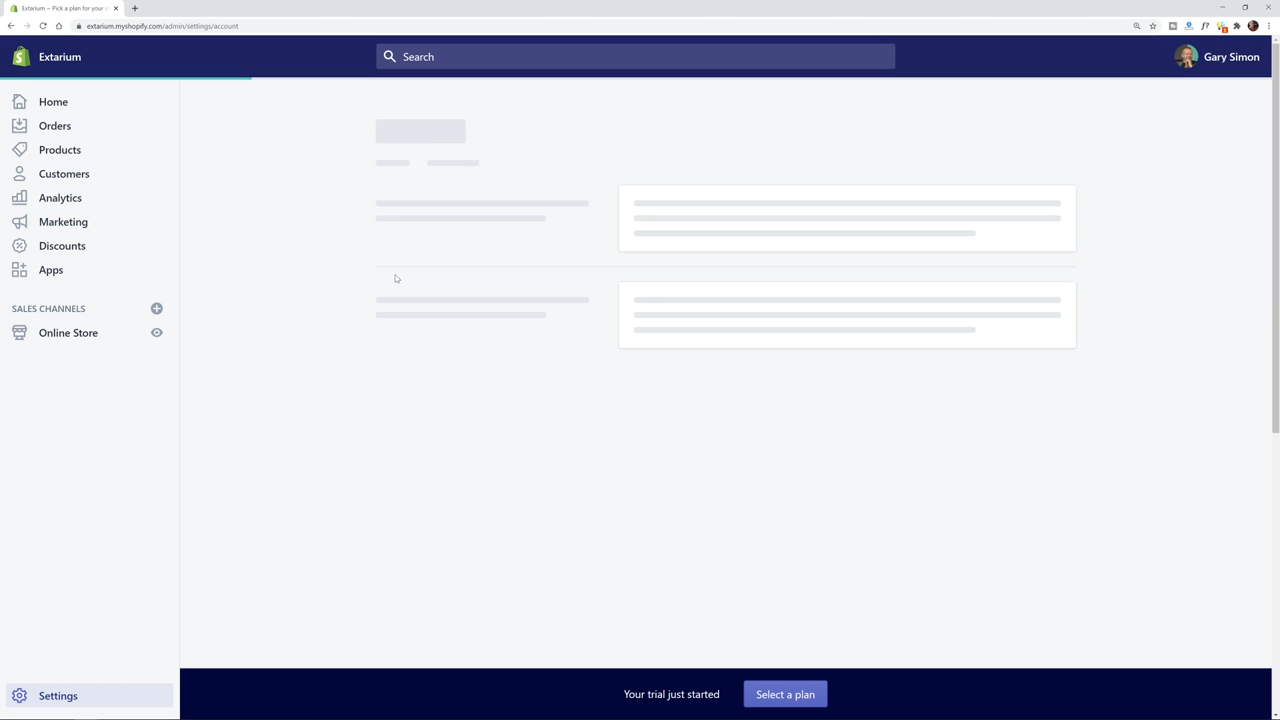 Extarium ~ Pick a plan for your s
extarium.myshopify.com/admin/settings/account
Extarium
Search
Gary Simon
Home
Orders
Products
Customers
Analytics
Marketing
Discounts
Apps
SALES CHANNELS
Online Store
Settings
Your trial just started
Select a plan